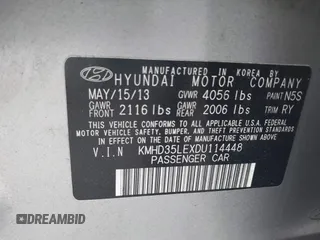 MANUFACTURED IN KOREA BY
HYUNDAI MOTOR COMPANY
MAY/15/13 GVWR 4056 lbs PAINT N5S
GAWR FRT 2116 lbs GAWR RR 2006 lbs TRIM RY
THIS VEHICLE CONFORMS TO ALL APPLICABLE
U.S.A. FEDERAL MOTOR VEHICLE SAFETY, BUMPER
AND THEFT PREVENTION STANDARDS IN EFFECT ON
THE DATE OF MANUFACTURE SHOWN ABOVE.
V.I.N KMHD35LEXDU114448
PASSENGER CAR
DREAMBID